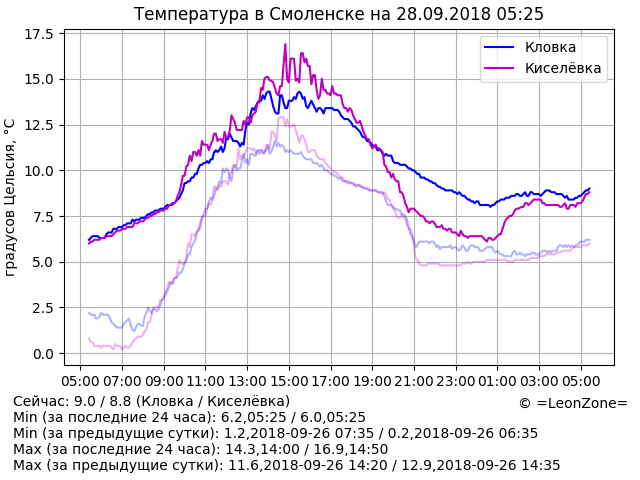 Температура в Смоленске на 28.09.2018 05:25
17.5
15.0
12.5
10.0
7.5
5.0
2.5
0.0
градусов Цельсия, °C
Кловка
Киселёвка
05:00 07:00 09:00 11:00 13:00 15:00 17:00 19:00 21:00 23:00 01:00 03:00 05:00
Сейчас: 9.0 / 8.8 (Кловка / Киселёвка)
© =LeonZone=
Min (за последние 24 часа): 6.2,05:25 / 6.0,05:25
Min (за предыдущие сутки): 1.2,2018-09-26 07:35 / 0.2,2018-09-26 06:35
Max (за последние 24 часа): 14.3,14:00 / 16.9,14:50
Max (за предыдущие сутки): 11.6,2018-09-26 14:20 / 12.9,2018-09-26 14:35